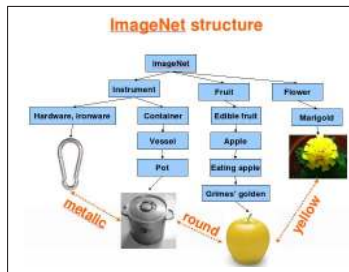 ImageNet structure
ImageNet
Instrument
Fruit
Flower
Hardware, ironware
Container
Edible fruit
Marigold
Vessel
Apple
Pot
Eating apple
Grimes' golden
metalic
round
yellow